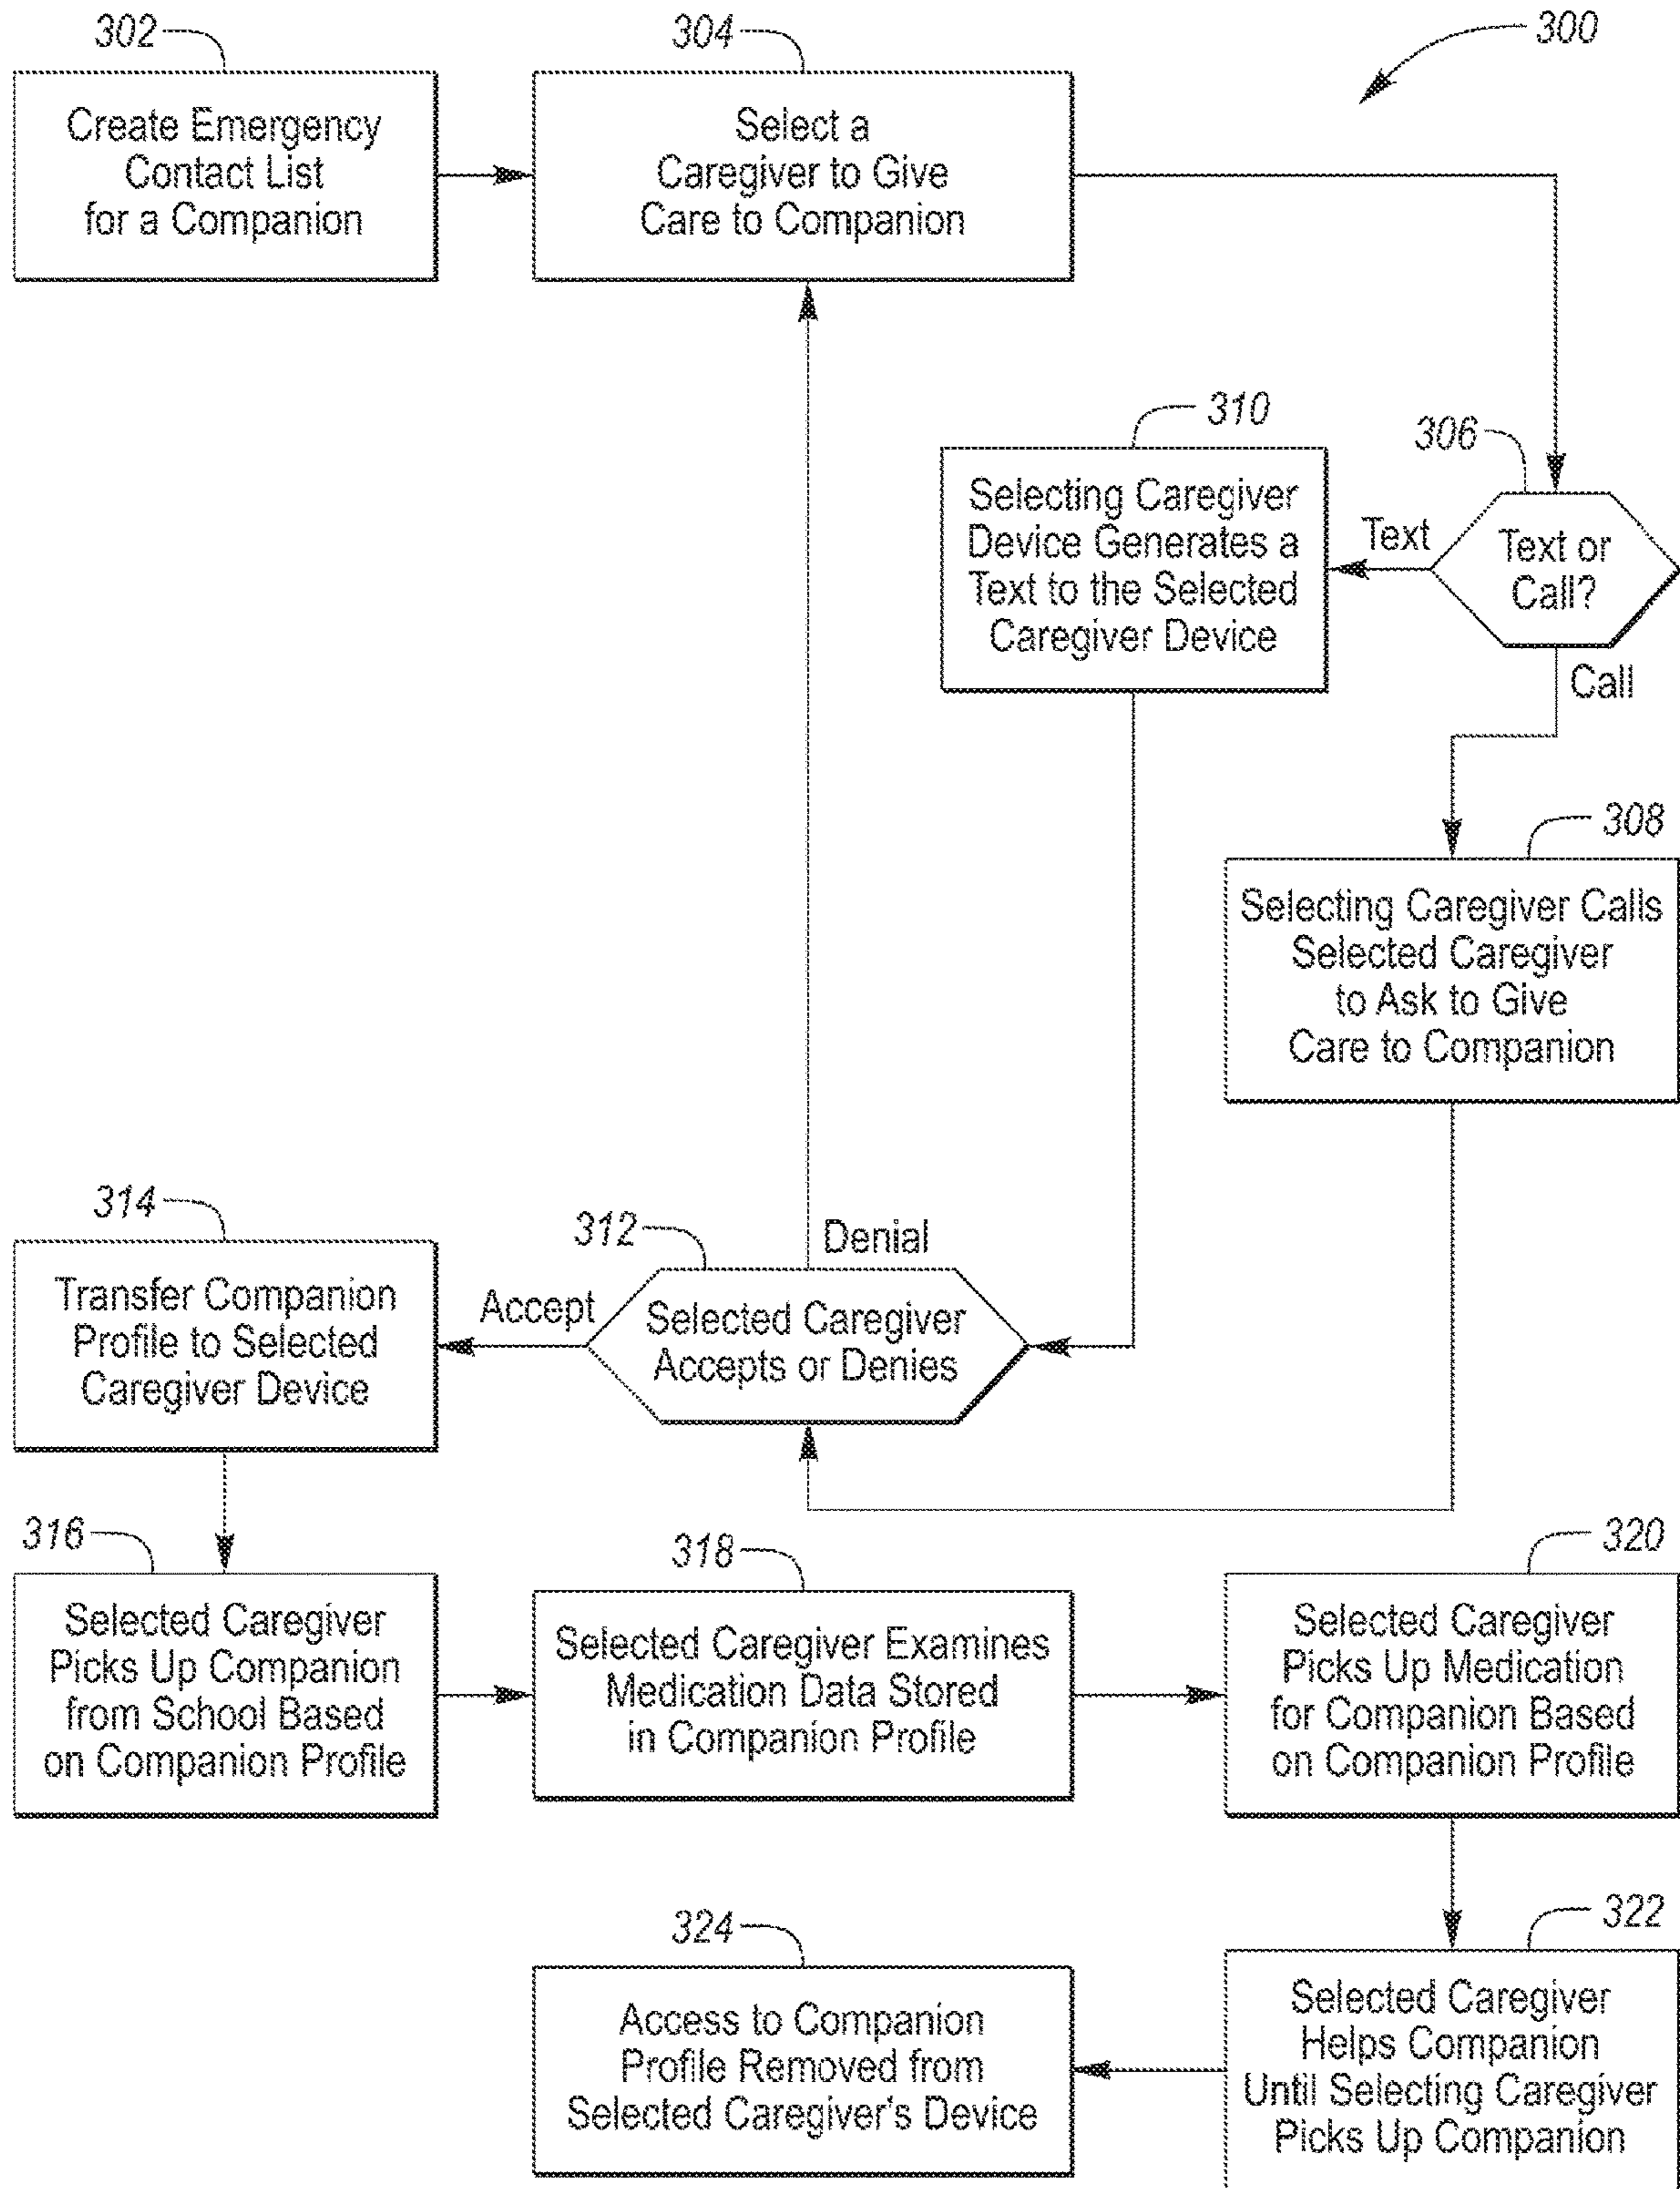 302
304
300
Create Emergency
Contact List
for a Companion
Select a
Caregiver to Give
Care to Companion
310
306
Selecting Caregiver
Device Generates a
Text to the Selected
Caregiver Device
Text
Text or
Call?
Call
308
Selecting Caregiver Calls
Selected Caregiver
to Ask to Give
Care to Companion
314
312
Denial
Transfer Companion
Profile to Selected
Caregiver Device
Accept
Selected Caregiver
Accepts or Denies
316
318
320
Selected Caregiver
Picks Up Companion
from School Based
on Companion Profile
Selected Caregiver Examines
Medication Data Stored
in Companion Profile
Selected Caregiver
Picks Up Medication
for Companion Based
on Companion Profile
324
322
Access to Companion
Profile Removed from
Selected Caregiver's Device
Selected Caregiver
Helps Companion
Until Selecting Caregiver
Picks Up Companion